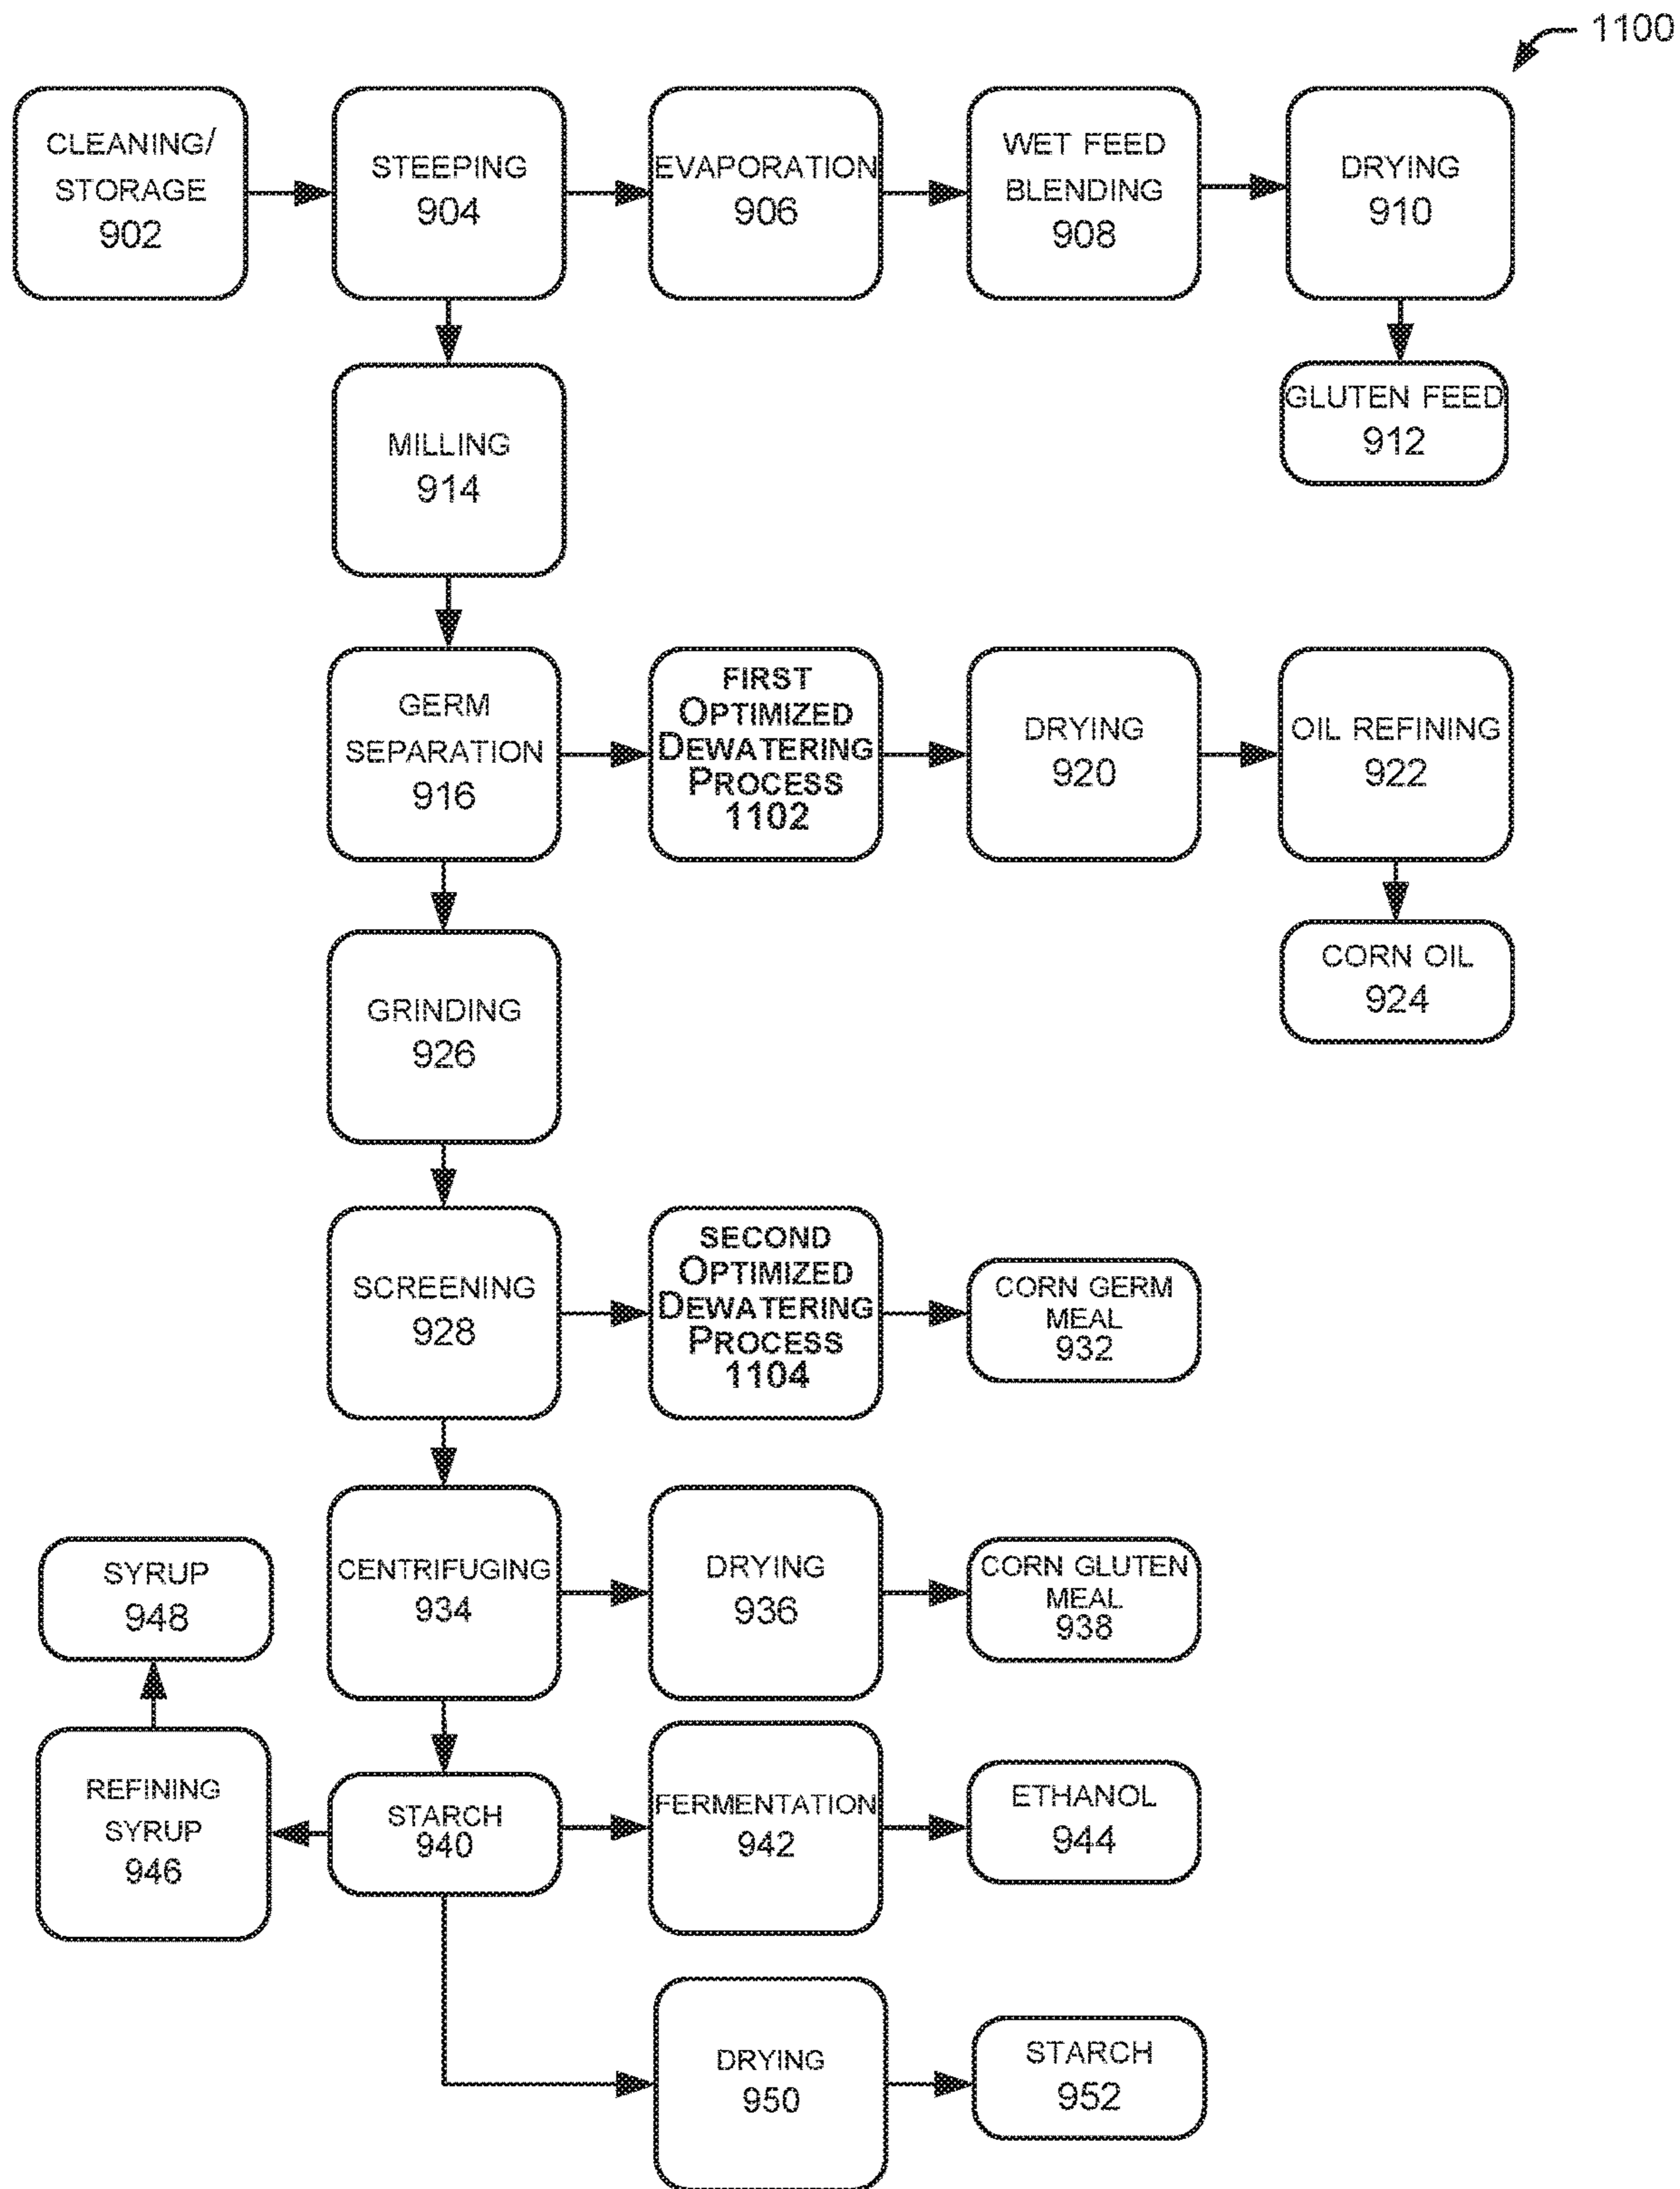 1100
CLEANING/
STORAGE
902
STEEPING
904
EVAPORATION
906
WET FEED
BLENDING
908
DRYING
910
GLUTEN FEED
912
MILLING
914
GERM
SEPARATION
916
FIRST
OPTIMIZED
DEWATERING
PROCESS
1102
DRYING
920
OIL REFINING
922
CORN OIL
924
GRINDING
926
SCREENING
928
SECOND
OPTIMIZED
DEWATERING
PROCESS
1104
CORN GERM
MEAL
932
CENTRIFUGING
934
DRYING
936
CORN GLUTEN
MEAL
938
SYRUP
948
REFINING
SYRUP
946
STARCH
940
FERMENTATION
942
ETHANOL
944
DRYING
950
STARCH
952